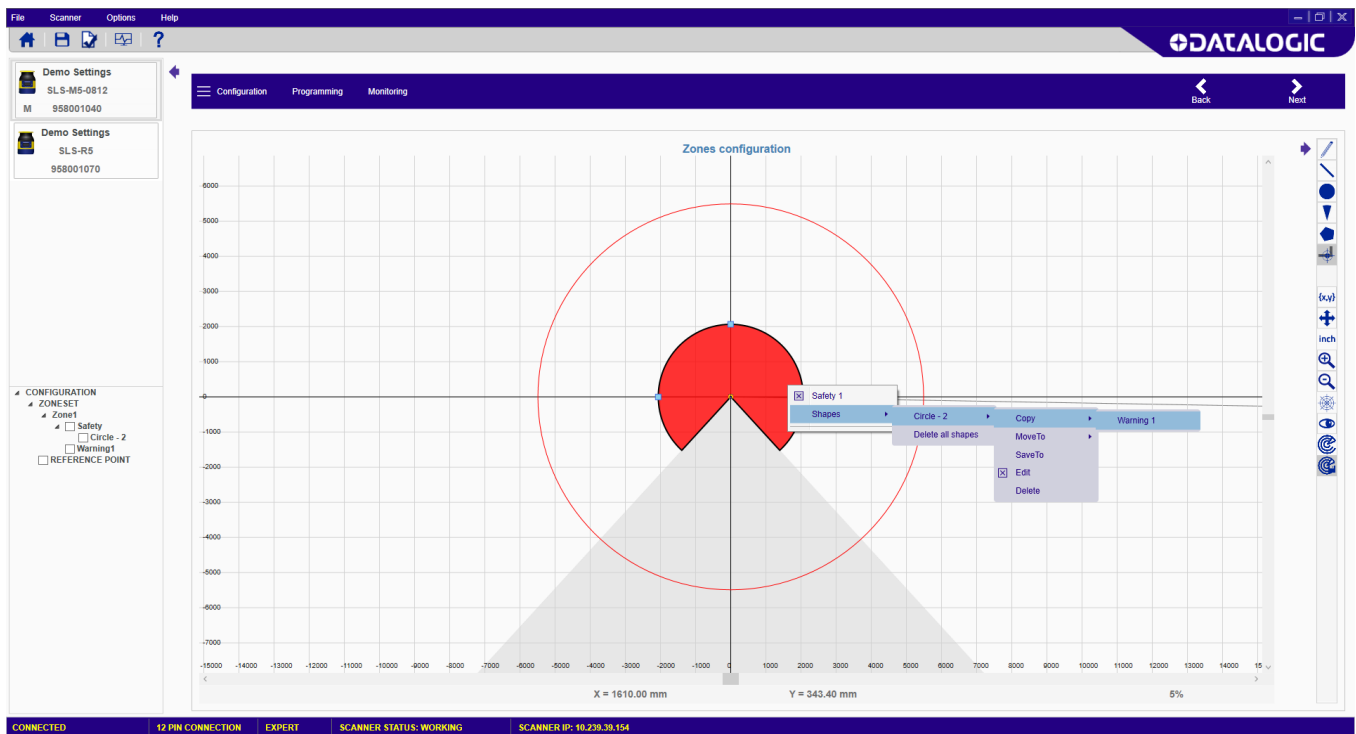 File Scanner Options Help
DATALOGIC
Demo Settings
SLS-M5-0812
M 958001040
Demo Settings
SLS-R5
958001070
Configuration Programming Monitoring
Back Next
Zones configuration
6000
5000
4000
3000
2000
1000
0
-1000
-2000
-3000
-4000
-5000
-6000
-7000
-15000 -14000 -13000 -12000 -11000 -10000 -9000 -8000 -7000 -6000 -5000 -4000 -3000 -2000 -1000 0 1000 2000 3000 4000 5000 6000 7000 8000 9000 10000 11000 12000 13000 14000 15
Safety 1
Shapes
Circle - 2
Delete all shapes
Copy
MoveTo
SaveTo
Edit
Delete
Warning 1
{x,y}
inch
CONFIGURATION
ZONESET
Zone1
Safety
Circle - 2
Warning1
REFERENCE POINT
X = 1610.00 mm Y = 343.40 mm 5%
CONNECTED 12 PIN CONNECTION EXPERT SCANNER STATUS: WORKING SCANNER IP: 10.239.39.154